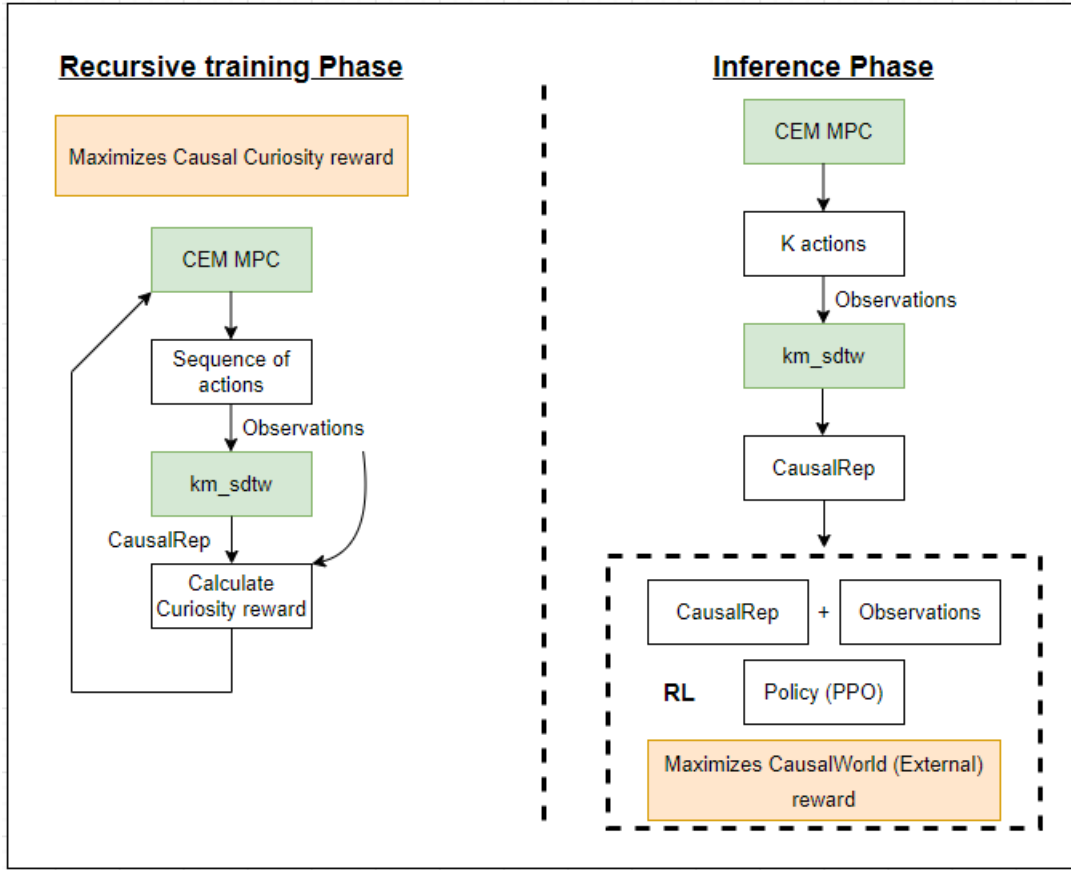 Recursive training Phase
Maximizes Causal Curiosity reward
CEM MPC
Sequence of
actions
Observations
km_sdtw
CausalRep
Calculate
Curiosity reward
Inference Phase
CEM MPC
K actions
Observations
km_sdtw
CausalRep
CausalRep + Observations
RL Policy (PPO)
Maximizes CausalWorld (External)
reward